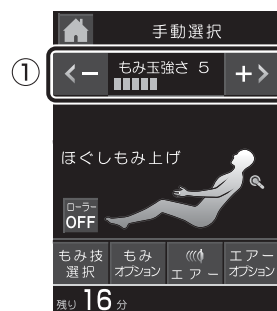 手動選択
①
< − もみ玉強さ 5 + >
ほぐしもみ上げ
ローラー
OFF
もみ技
選択
もみ
オプション
エアー
エアー
オプション
残り 16 分